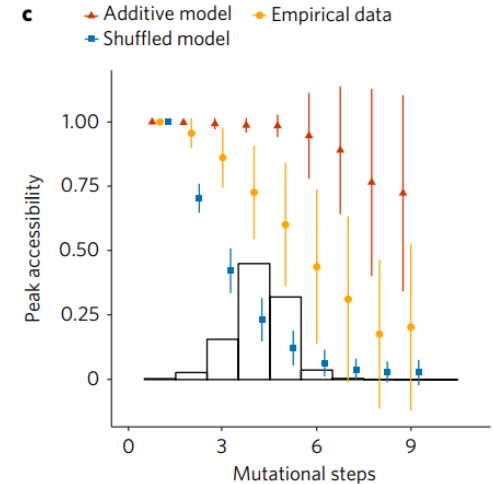 c
Additive model Empirical data
Shuffled model
Peak accessibility
1.00
0.75
0.50
0.25
0
0 3 6 9
Mutational steps